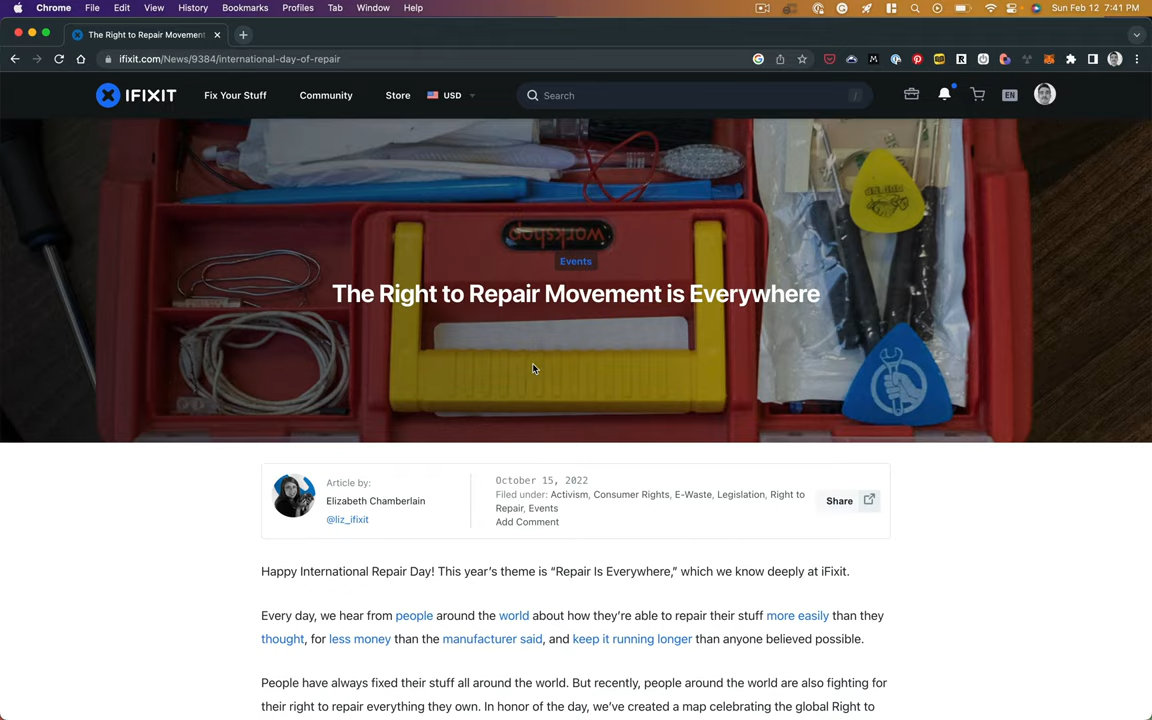 Chrome File Edit View History Bookmarks Profiles Tab Window Help Sun Feb 12 7:41 PM
The Right to Repair Movement
ifixit.com/News/9384/international-day-of-repair
IFIXIT Fix Your Stuff Community Store USD Search / EN
workshop
Events
The Right to Repair Movement is Everywhere
Article by:
Elizabeth Chamberlain
@liz_ifixit
October 15, 2022
Filed under: Activism, Consumer Rights, E-Waste, Legislation, Right to
Repair, Events
Add Comment
Share
Happy International Repair Day! This year’s theme is “Repair Is Everywhere,” which we know deeply at iFixit.
Every day, we hear from people around the world about how they’re able to repair their stuff more easily than they
thought, for less money than the manufacturer said, and keep it running longer than anyone believed possible.
People have always fixed their stuff all around the world. But recently, people around the world are also fighting for
their right to repair everything they own. In honor of the day, we’ve created a map celebrating the global Right to